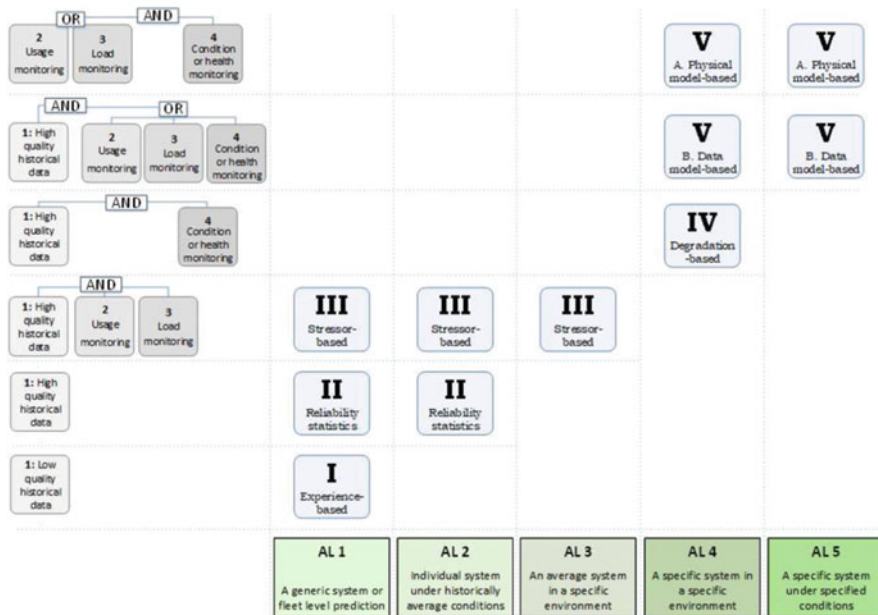 OR
AND
2
Usage
monitoring
3
Load
monitoring
4
Condition
or health
monitoring
V
A. Physical
model-based
V
A. Physical
model-based
AND
OR
1: High
quality
historical
data
2
Usage
monitoring
3
Load
monitoring
4
Condition
or health
monitoring
V
B. Data
model-based
V
B. Data
model-based
AND
1: High
quality
historical
data
4
Condition
or health
monitoring
IV
Degradation
-based
AND
1: High
quality
historical
data
2
Usage
monitoring
3
Load
monitoring
III
Stressor-
based
III
Stressor-
based
III
Stressor-
based
1: High
quality
historical
data
II
Reliability
statistics
II
Reliability
statistics
1: Low
quality
historical
data
I
Experience-
based
AL 1
A generic system or
fleet level prediction
AL 2
Individual system
under historically
average conditions
AL 3
An average system
in a specific
environment
AL 4
A specific system in
a specific
environment
AL 5
A specific system
under specified
conditions